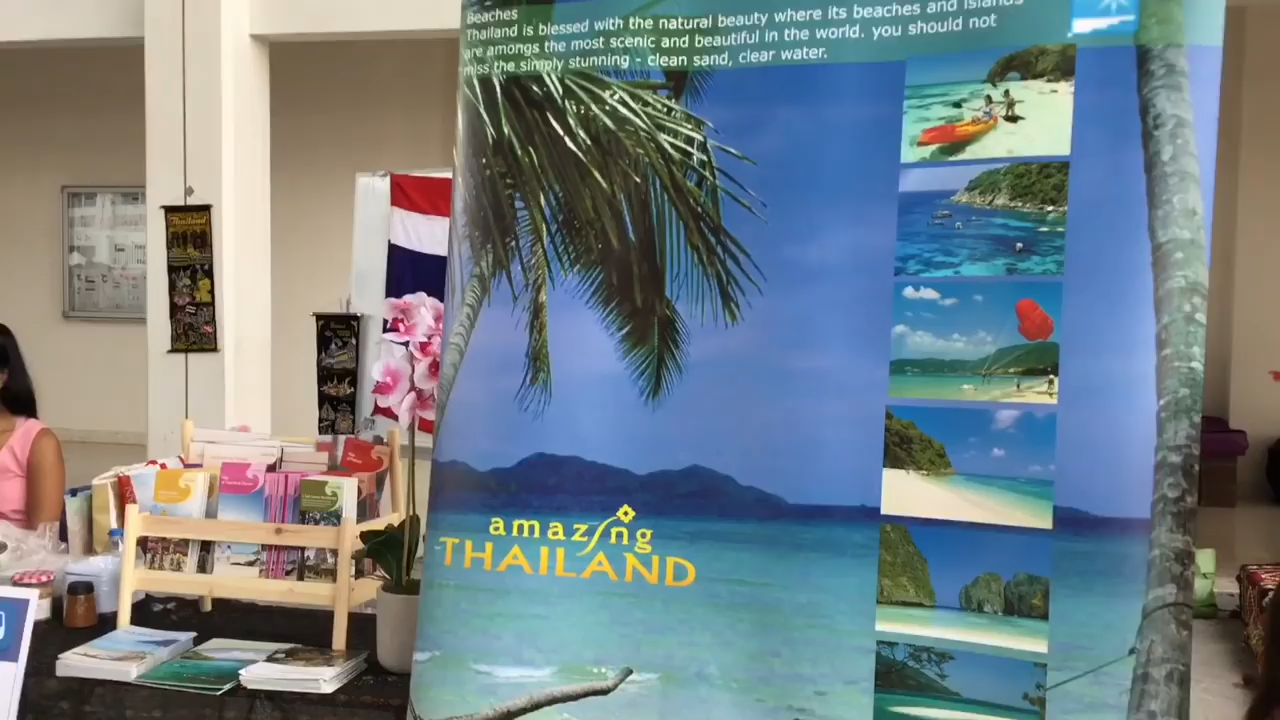 Beaches
Thailand is blessed with the natural beauty where its beaches and islands
are amongs the most scenic and beautiful in the world. you should not
miss the simply stunning - clean sand, clear water.
Thailand
amazing
THAILAND